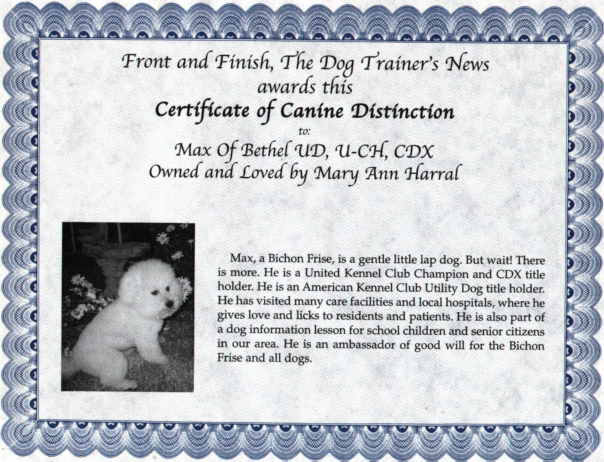 Front and Finish, The Dog Trainer's News
awards this
Certificate of Canine Distinction
to:
Max Of Bethel UD, U-CH, CDX
Owned and Loved by Mary Ann Harral
Max, a Bichon Frise, is a gentle little lap dog. But wait! There
is more. He is a United Kennel Club Champion and CDX title
holder. He is an American Kennel Club Utility Dog title holder.
He has visited many care facilities and local hospitals, where he
gives love and licks to residents and patients. He is also part of
a dog information lesson for school children and senior citizens
in our area. He is an ambassador of good will for the Bichon
Frise and all dogs.